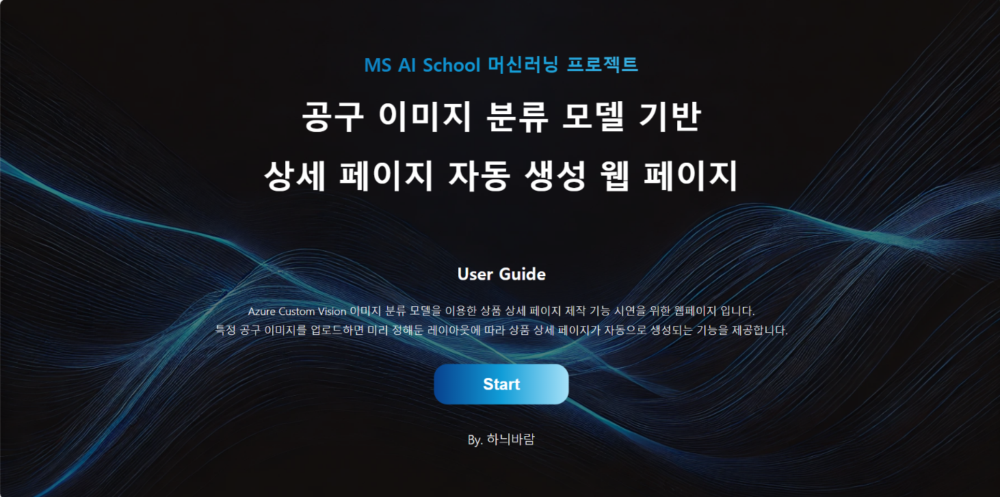 MS AI School 머신러닝 프로젝트
공구 이미지 분류 모델 기반
상세 페이지 자동 생성 웹 페이지
User Guide
Azure Custom Vision 이미지 분류 모델을 이용한 상품 상세 페이지 제작 기능 시연을 위한 웹페이지 입니다.
특정 공구 이미지를 업로드하면 미리 정해둔 레이아웃에 따라 상품 상세 페이지가 자동으로 생성되는 기능을 제공합니다.
Start
By. 하늬바람